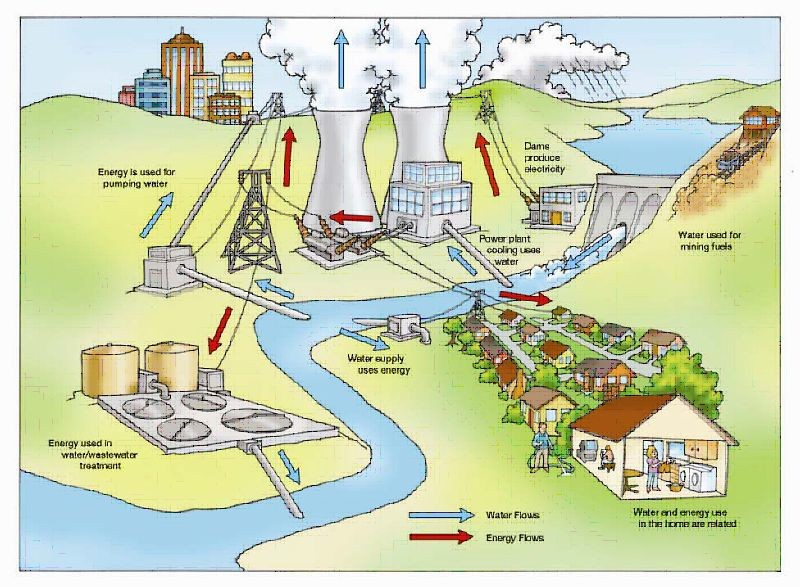 Dams
produce
electricity
Energy is used for
pumping water
Power plant
cooling uses
water
Water used for
mining fuels
Water supply
uses energy
Energy used in
water/wastewater
treatment
Water and energy use
in the home are related
Water Flows
Energy Flows